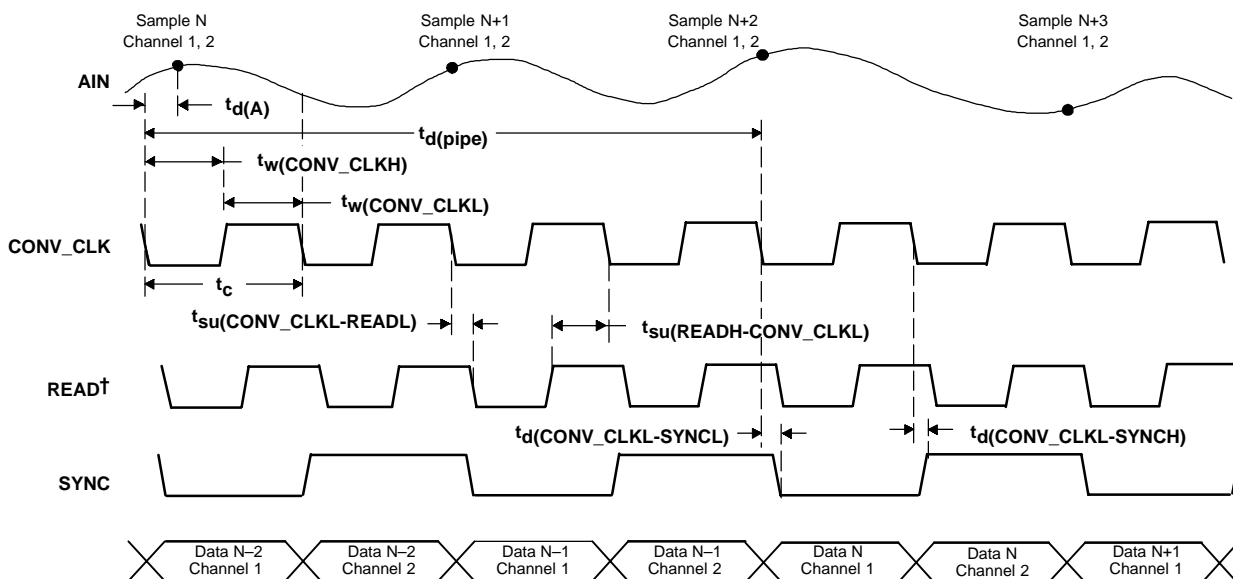 Sample N
Channel 1, 2
Sample N+1
Channel 1, 2
Sample N+2
Channel 1, 2
Sample N+3
Channel 1, 2
AIN
td(A)
td(pipe)
tw(CONV_CLKH)
tw(CONV_CLKL)
CONV_CLK
tc
tsu(CONV_CLKL-READL)
tsu(READH-CONV_CLKL)
READ†
td(CONV_CLKL-SYNCL)
td(CONV_CLKL-SYNCH)
SYNC
Data N–2
Channel 1
Data N–2
Channel 2
Data N–1
Channel 1
Data N–1
Channel 2
Data N
Channel 1
Data N
Channel 2
Data N+1
Channel 1